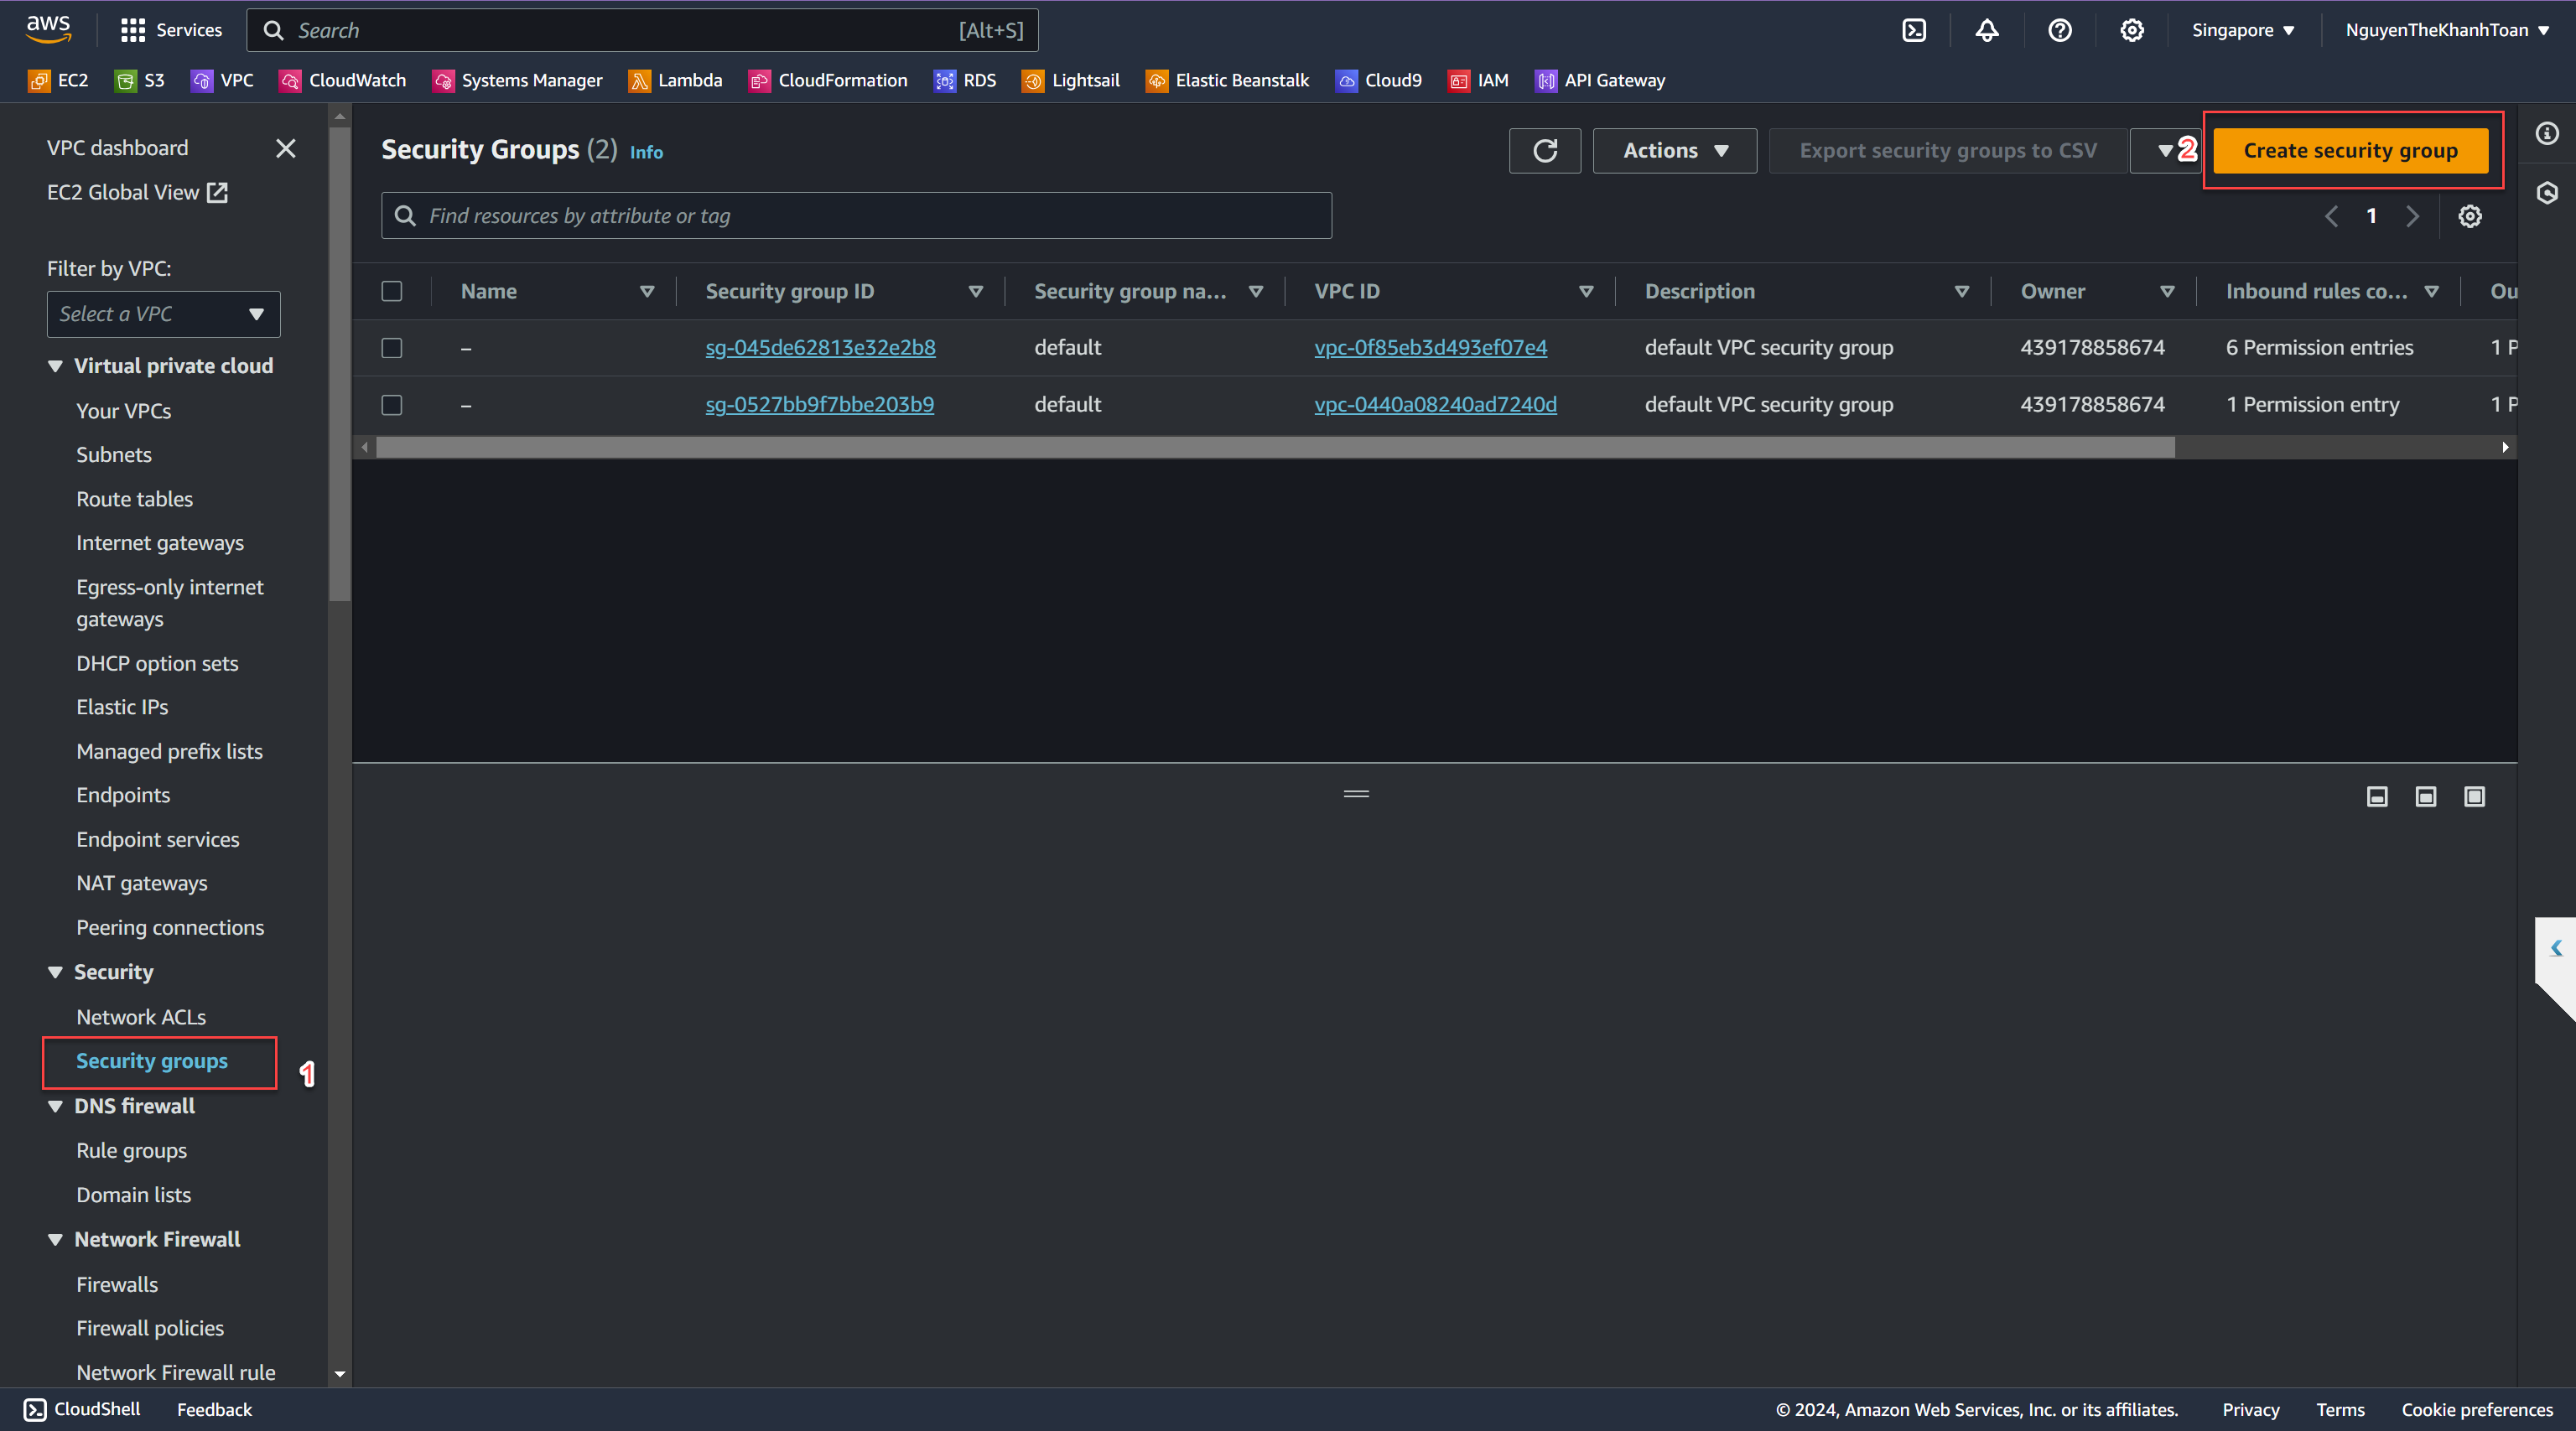 aws Services Search [Alt+S] Singapore NguyenTheKhanhToan
EC2 S3 VPC CloudWatch Systems Manager Lambda CloudFormation RDS Lightsail Elastic Beanstalk Cloud9 IAM API Gateway
VPC dashboard
EC2 Global View
Filter by VPC:
Select a VPC
Virtual private cloud
Your VPCs
Subnets
Route tables
Internet gateways
Egress-only internet
gateways
DHCP option sets
Elastic IPs
Managed prefix lists
Endpoints
Endpoint services
NAT gateways
Peering connections
Security
Network ACLs
Security groups 1
DNS firewall
Rule groups
Domain lists
Network Firewall
Firewalls
Firewall policies
Network Firewall rule
Security Groups (2) Info Actions Export security groups to CSV 2 Create security group
Find resources by attribute or tag 1
Name Security group ID Security group na... VPC ID Description Owner Inbound rules co... Ou
– sg-045de62813e32e2b8 default vpc-0f85eb3d493ef07e4 default VPC security group 439178858674 6 Permission entries 1 P
– sg-0527bb9f7bbe203b9 default vpc-0440a08240ad7240d default VPC security group 439178858674 1 Permission entry 1 P
CloudShell Feedback © 2024, Amazon Web Services, Inc. or its affiliates. Privacy Terms Cookie preferences